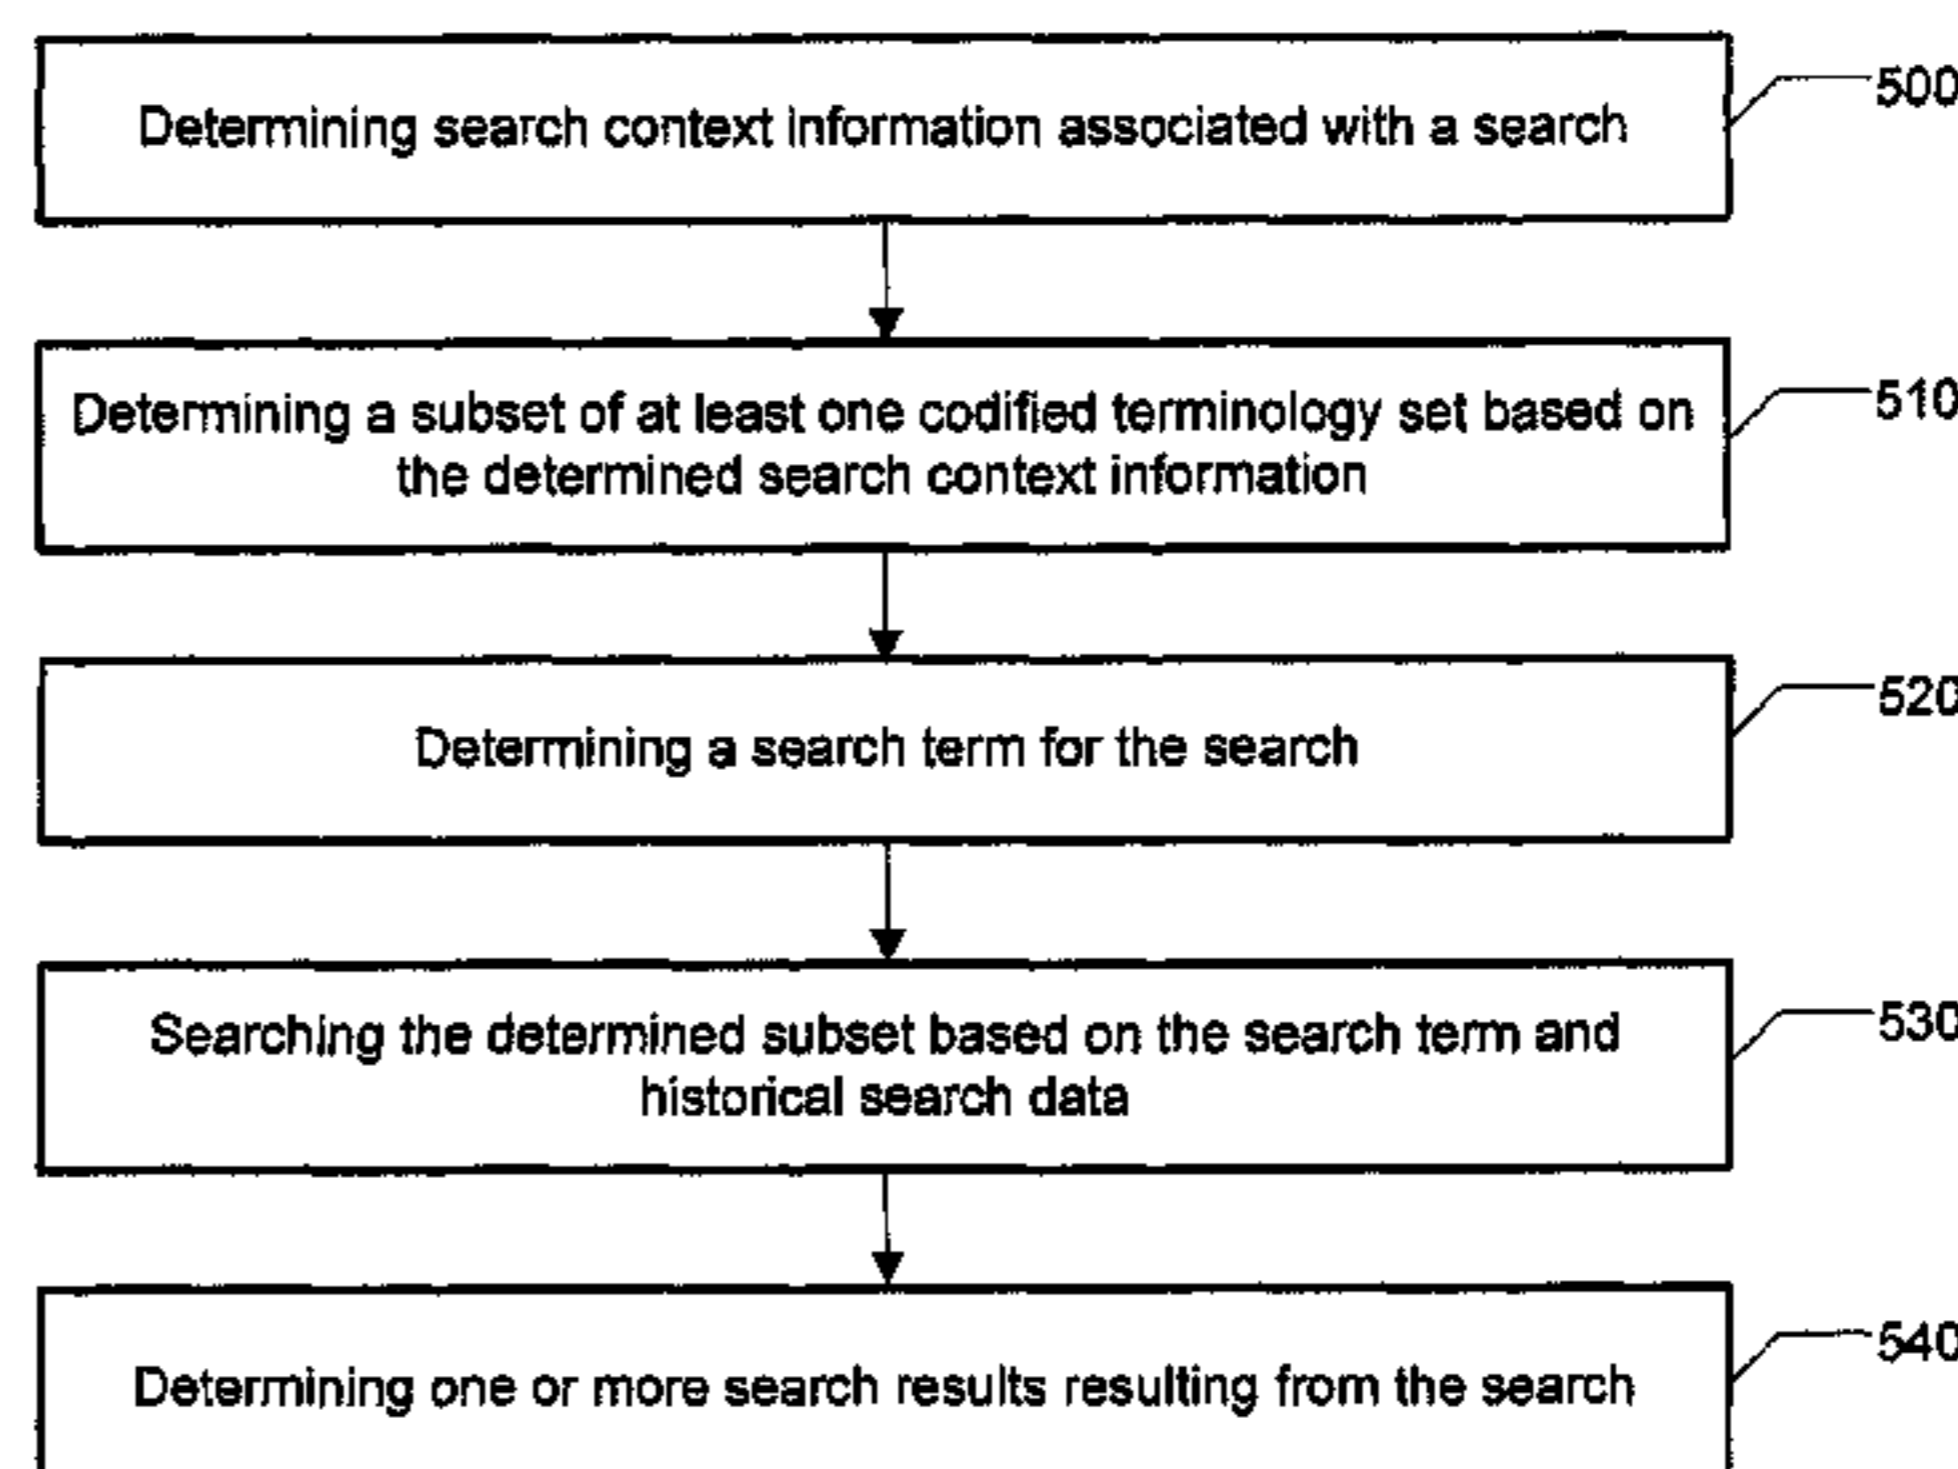 Determining search context information associated with a search
500
Determining a subset of at least one codified terminology set based on
the determined search context information
510
Determining a search term for the search
520
Searching the determined subset based on the search term and
historical search data
530
Determining one or more search results resulting from the search
540